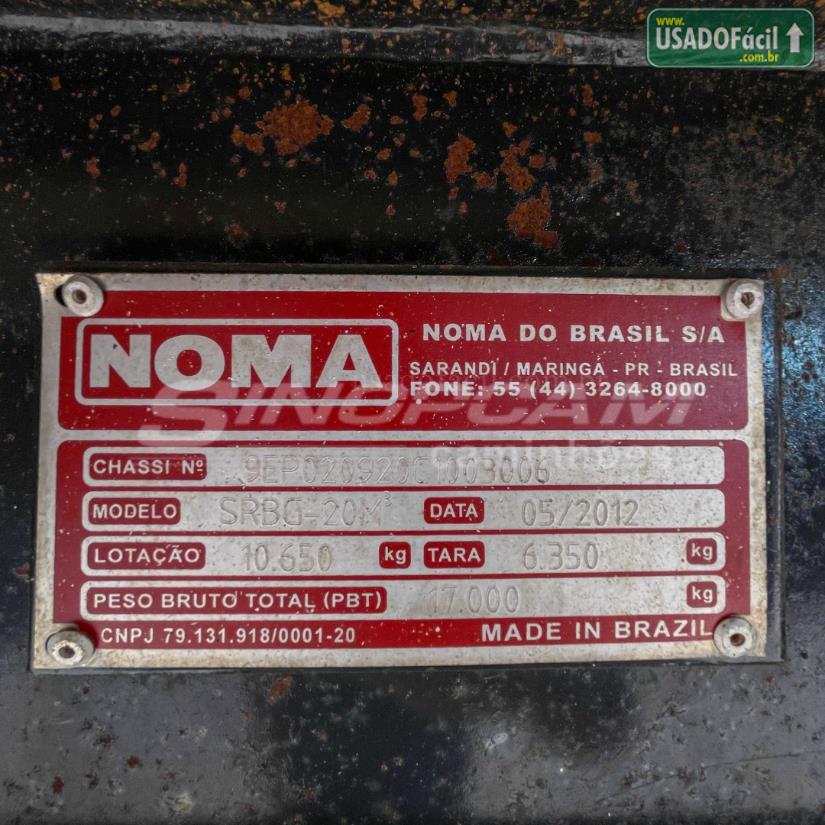 www.
USADOFácil
.com.br
NOMA
NOMA DO BRASIL S/A
SARANDI / MARINGÁ - PR - BRASIL
FONE: 55 (44) 3264-8000
SINOPCAM
caminhões
CHASSI Nº 9EP020920C1003006
MODELO SRBG-20M³ DATA 05/2012
LOTAÇÃO 10.650 kg TARA 6.350 kg
PESO BRUTO TOTAL (PBT) 17.000 kg
CNPJ 79.131.918/0001-20 MADE IN BRAZIL